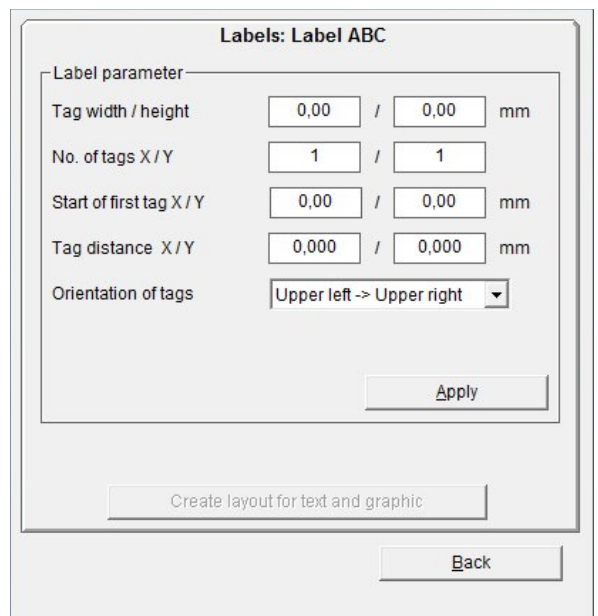 Labels: Label ABC
Label parameter
Tag width / height 0,00 / 0,00 mm
No. of tags X / Y 1 / 1
Start of first tag X / Y 0,00 / 0,00 mm
Tag distance X / Y 0,000 / 0,000 mm
Orientation of tags Upper left -> Upper right
Apply
Create layout for text and graphic
Back